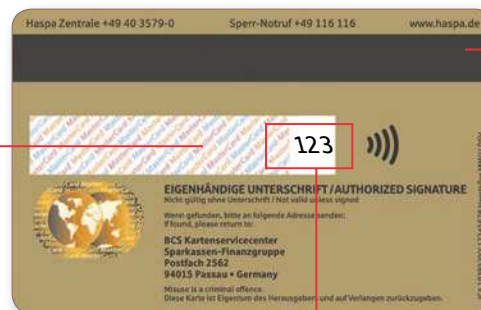 Haspa Zentrale +49 40 3579-0 Sperr-Notruf +49 116 116 www.haspa.de
123
EIGENHÄNDIGE UNTERSCHRIFT/AUTHORIZED SIGNATURE
Nicht gültig ohne Unterschrift / Not valid unless signed
Wenn gefunden, bitte an folgende Adresse senden:
If found, please return to:
BCS Kartenservicecenter
Sparkassen-Finanzgruppe
Postfach 2562
94015 Passau • Germany
Misuse is a criminal offence.
Diese Karte ist Eigentum des Herausgebers und auf Verlangen zurückzugeben.